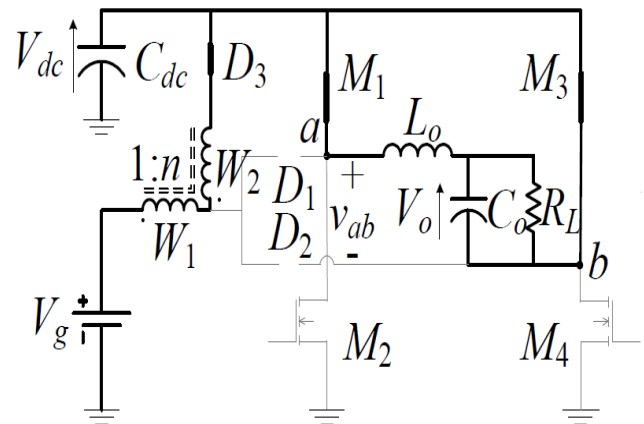 V_dc
C_dc
D_3
M_1
M_3
a
L_o
1:n
W_2
D_1
+
v_ab
V_o
C_o
R_L
W_1
D_2
-
b
V_g
+
M_2
M_4